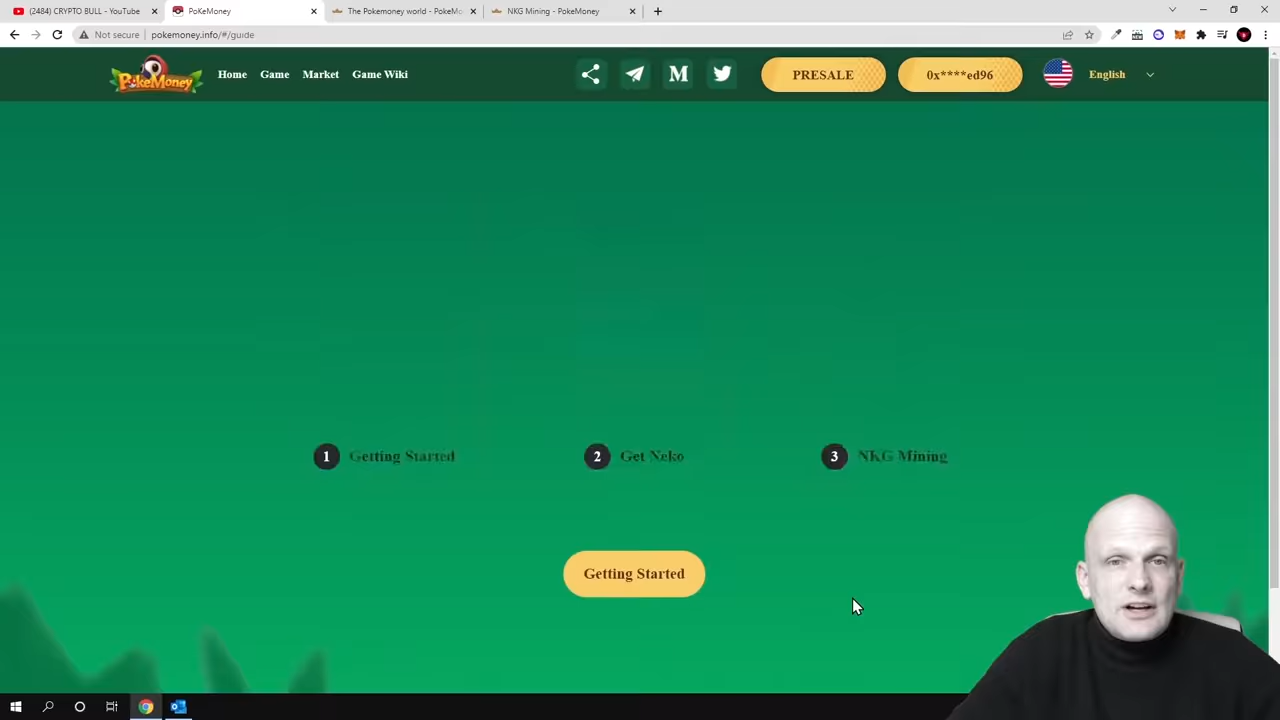 (2484) CRYPTO BULL - YouTube
PoKeMoney
The Pokemoney world - PokeMo
NKG Mining - PokeMoney
Not secure
pokemoney.info/#/guide
PoKeMoney
Home
Game
Market
Game Wiki
M
PRESALE
0x****ed96
English
1 Getting Started
2 Get Neko
3 NKG Mining
Getting Started